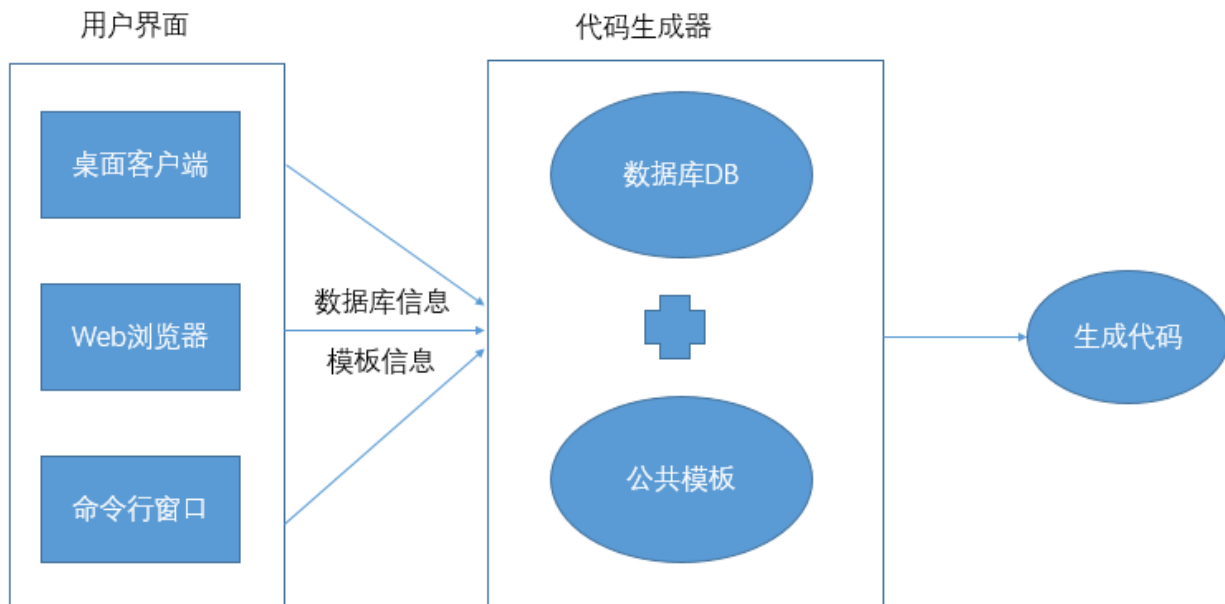 用户界面
代码生成器
桌面客户端
Web浏览器
命令行窗口
数据库信息
模板信息
数据库DB
公共模板
生成代码